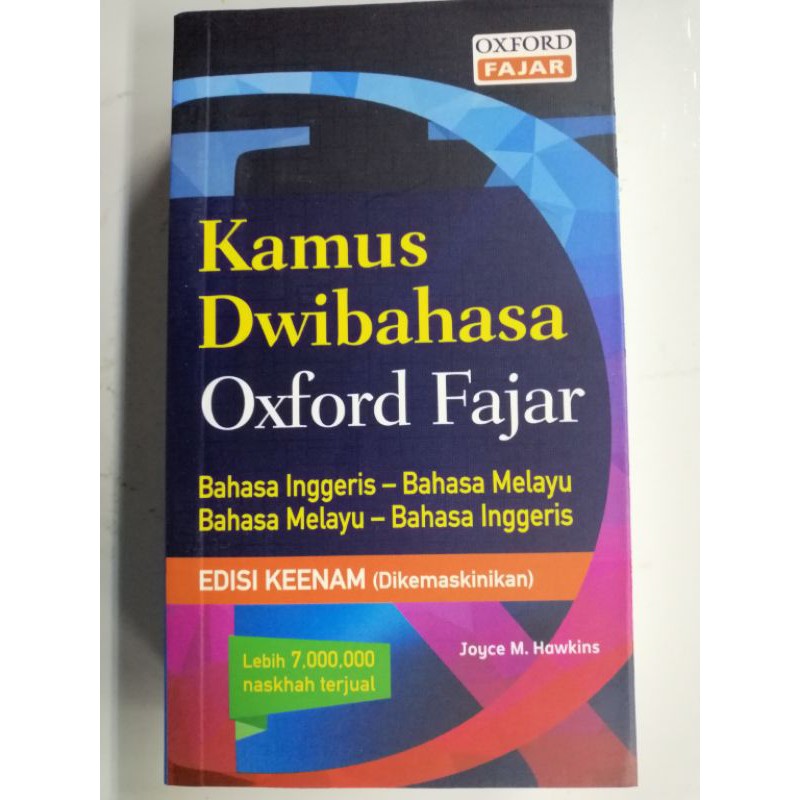 OXFORD
FAJAR
Kamus
Dwibahasa
Oxford Fajar
Bahasa Inggeris – Bahasa Melayu
Bahasa Melayu – Bahasa Inggeris
EDISI KEENAM (Dikemaskinikan)
Joyce M. Hawkins
Lebih 7,000,000
naskhah terjual